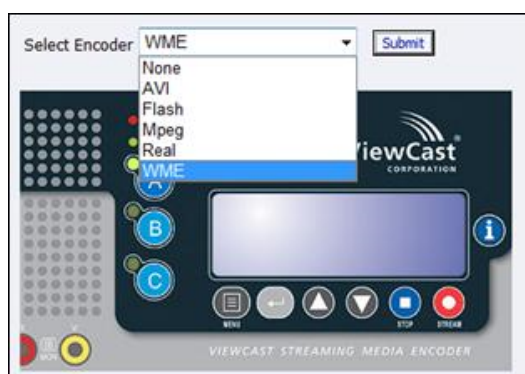 Select Encoder WME Submit
None
AVI
Flash
Mpeg
Real
WME
iewCast
CORPORATION
A
B
C
MENU STOP STREAM
MON
VIEWCAST STREAMING MEDIA ENCODER